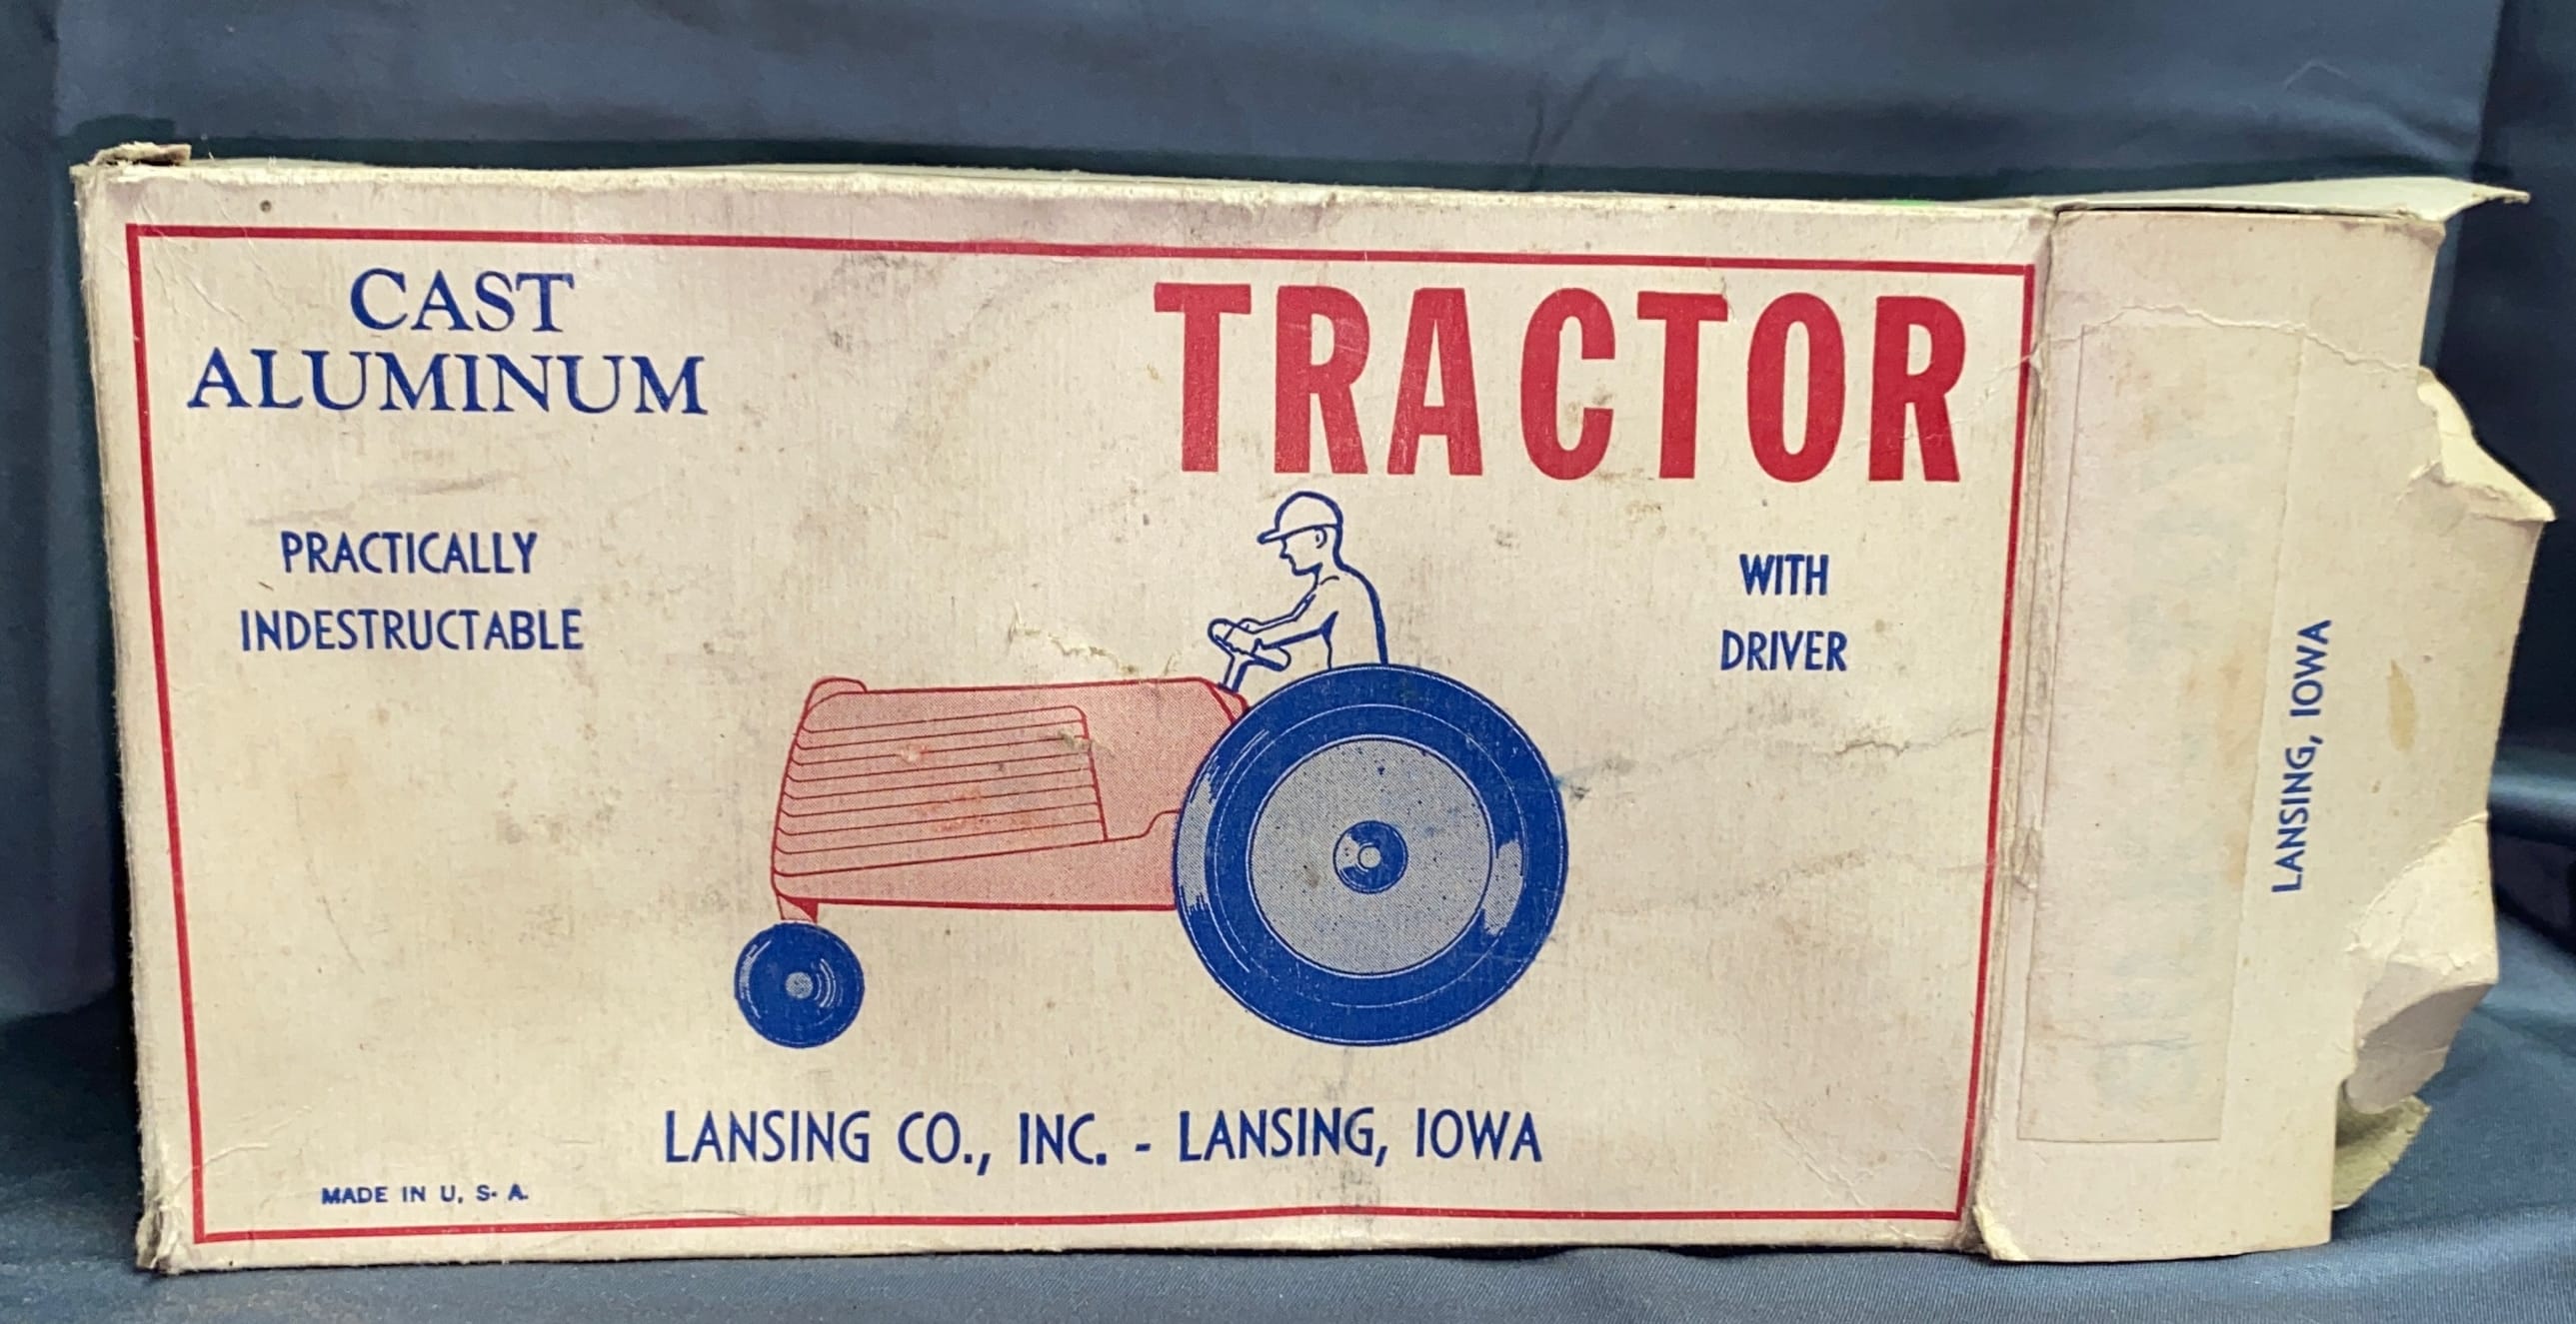 CAST
ALUMINUM
TRACTOR
PRACTICALLY
INDESTRUCTABLE
WITH
DRIVER
LANSING CO., INC. - LANSING, IOWA
MADE IN U. S. A.
LANSING, IOWA